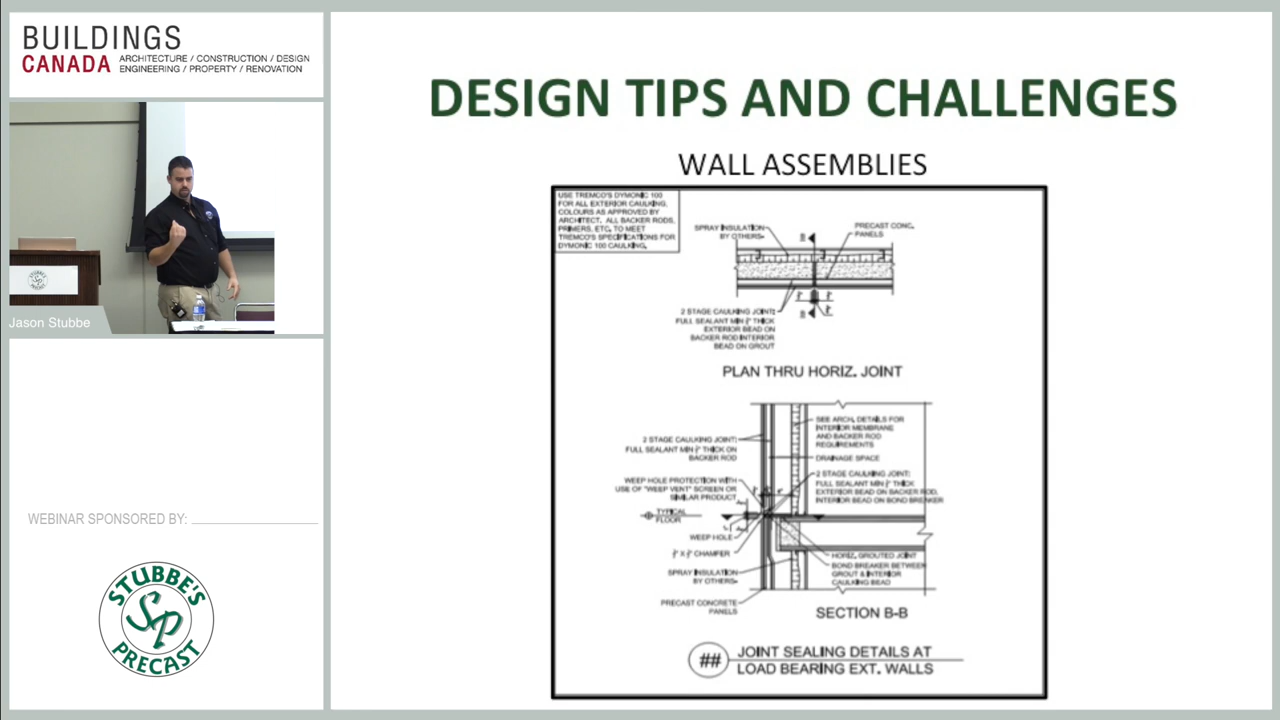 BUILDINGS
CANADA
ARCHITECTURE / CONSTRUCTION / DESIGN
ENGINEERING / PROPERTY / RENOVATION
Jason Stubbe
WEBINAR SPONSORED BY:
STUBBE'S
SP
PRECAST
DESIGN TIPS AND CHALLENGES
WALL ASSEMBLIES
USE TREMCO'S DYMONIC 100
FOR ALL EXTERIOR CAULKING,
COLOURS AS APPROVED BY
ARCHITECT. ALL BACKER RODS,
PRIMERS, ETC. TO MEET
TREMCO'S SPECIFICATIONS FOR
DYMONIC 100 CAULKING.
SPRAY INSULATION
BY OTHERS
PRECAST CONC.
PANELS
B
2 STAGE CAULKING JOINT:
FULL SEALANT MIN THICK
EXTERIOR BEAD ON
BACKER ROD INTERIOR
BEAD ON GROUT
B
PLAN THRU HORIZ. JOINT
SEE ARCH. DETAILS FOR
INTERIOR MEMBRANE
AND BACKER ROD
REQUIREMENTS
2 STAGE CAULKING JOINT:
FULL SEALANT MIN THICK ON
BACKER ROD
DRAINAGE SPACE
2 STAGE CAULKING JOINT:
FULL SEALANT MIN THICK
EXTERIOR BEAD ON BACKER ROD,
INTERIOR BEAD ON BOND BREAKER
WEEP HOLE PROTECTION WITH
USE OF "WEEP VENT" SCREEN OR
SIMILAR PRODUCT
TYPICAL
FLOOR
WEEP HOLE
CHAMFER
HORIZ. GROUTED JOINT
BOND BREAKER BETWEEN
GROUT & INTERIOR
CAULKING BEAD
SPRAY INSULATION
BY OTHERS
PRECAST CONCRETE
PANELS
SECTION B-B
##
JOINT SEALING DETAILS AT
LOAD BEARING EXT. WALLS